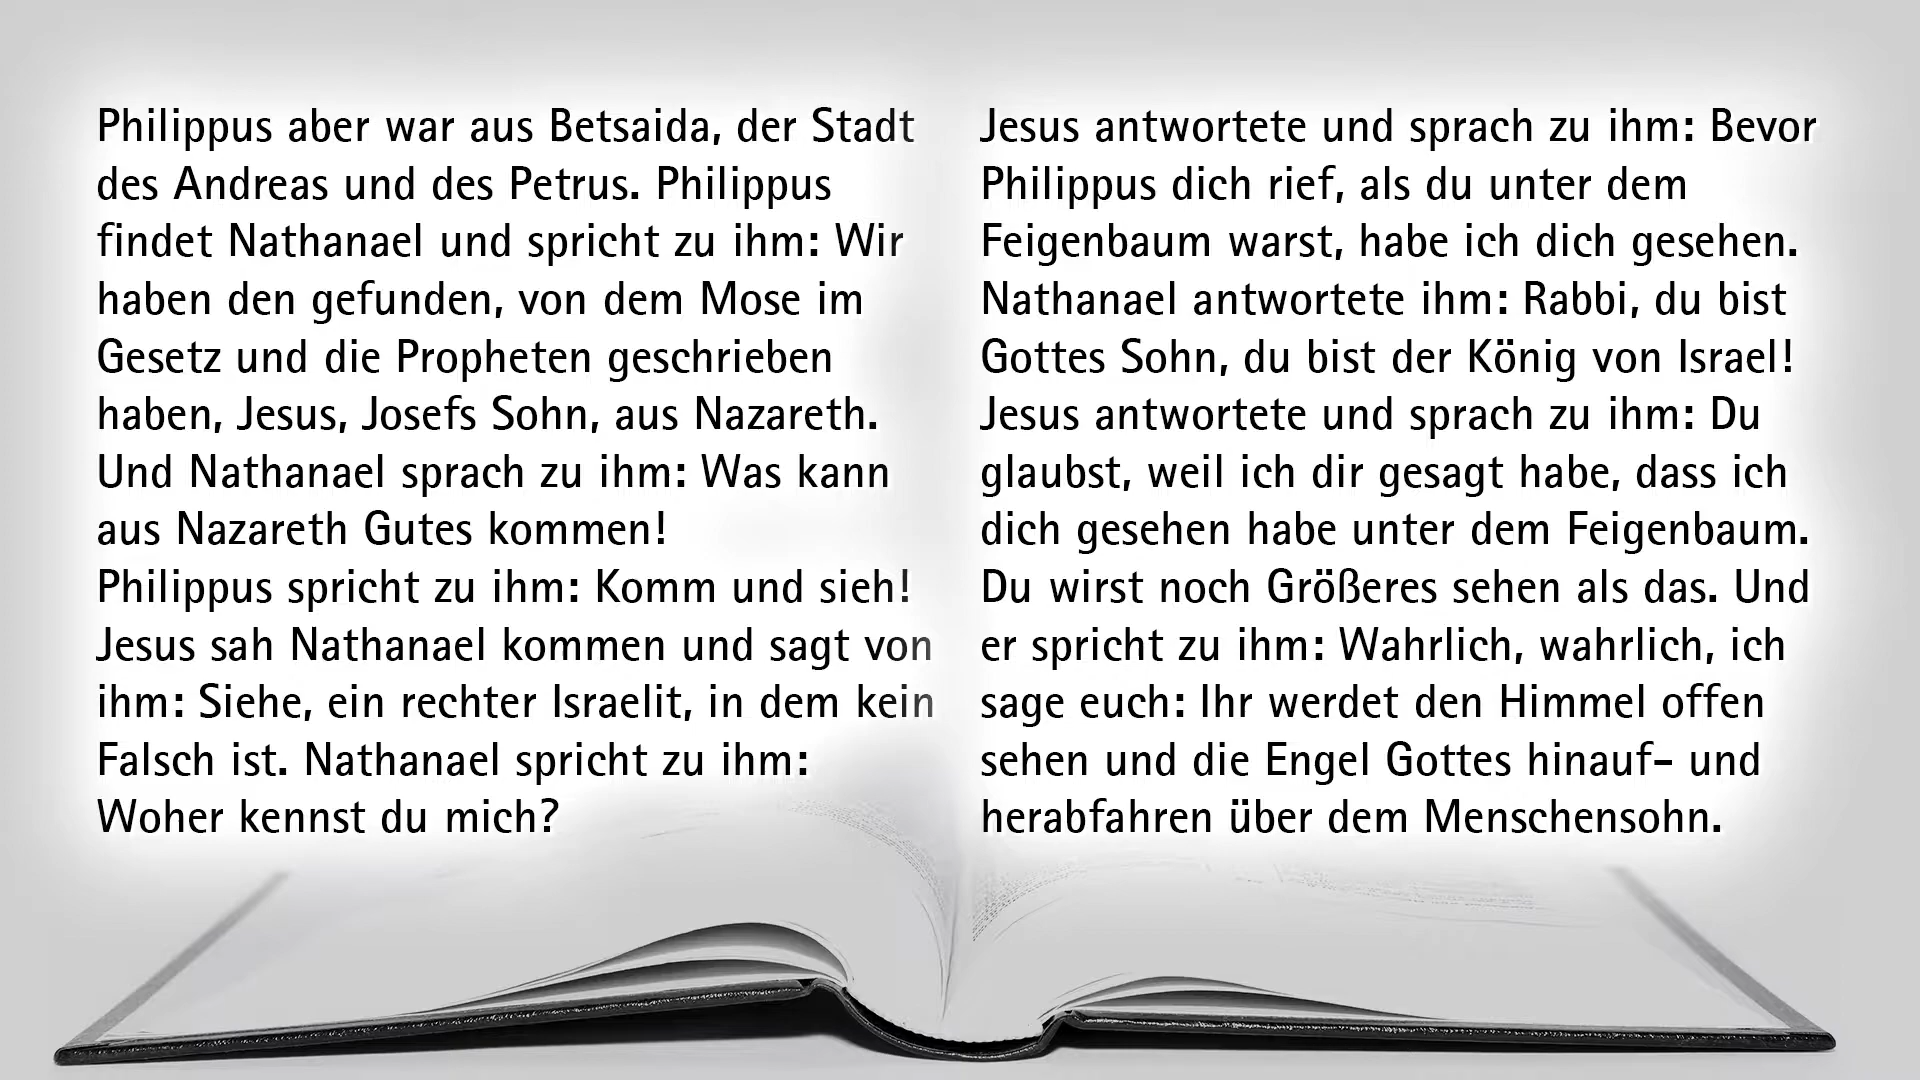 Philippus aber war aus Betsaida, der Stadt
des Andreas und des Petrus. Philippus
findet Nathanael und spricht zu ihm: Wir
haben den gefunden, von dem Mose im
Gesetz und die Propheten geschrieben
haben, Jesus, Josefs Sohn, aus Nazareth.
Und Nathanael sprach zu ihm: Was kann
aus Nazareth Gutes kommen!
Philippus spricht zu ihm: Komm und sieh!
Jesus sah Nathanael kommen und sagt von
ihm: Siehe, ein rechter Israelit, in dem kein
Falsch ist. Nathanael spricht zu ihm:
Woher kennst du mich?
Jesus antwortete und sprach zu ihm: Bevor
Philippus dich rief, als du unter dem
Feigenbaum warst, habe ich dich gesehen.
Nathanael antwortete ihm: Rabbi, du bist
Gottes Sohn, du bist der König von Israel!
Jesus antwortete und sprach zu ihm: Du
glaubst, weil ich dir gesagt habe, dass ich
dich gesehen habe unter dem Feigenbaum.
Du wirst noch Größeres sehen als das. Und
er spricht zu ihm: Wahrlich, wahrlich, ich
sage euch: Ihr werdet den Himmel offen
sehen und die Engel Gottes hinauf- und
herabfahren über dem Menschensohn.